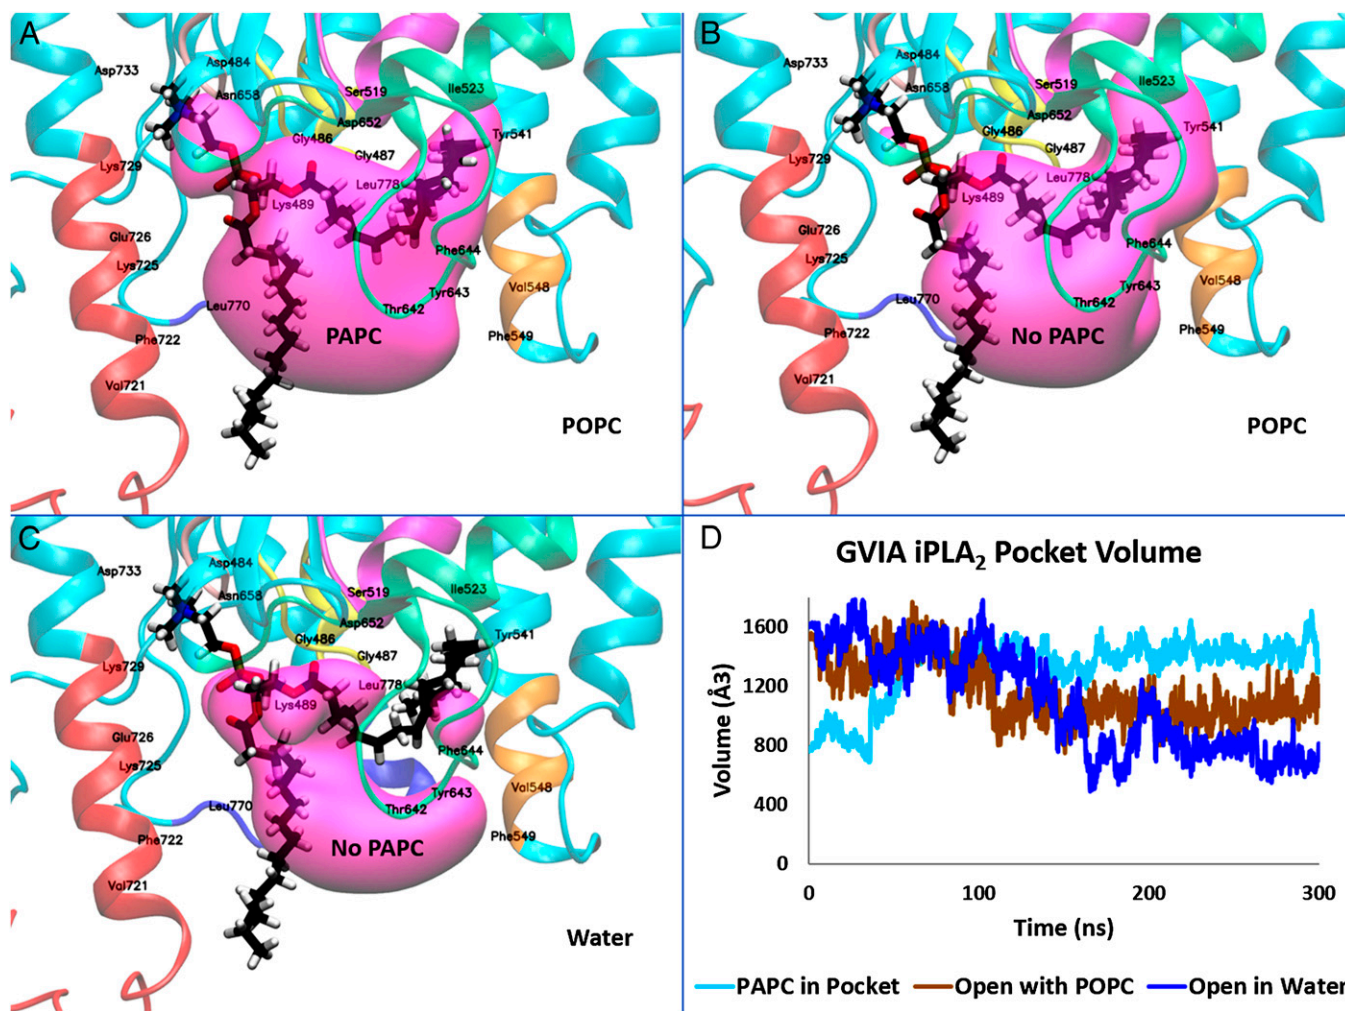 A
Asp733
Asp484
Asn658
Ser519
Ile523
Asp652
Tyr541
Gly486
Gly487
Lys729
Leu778
Lys489
Glu726
Phe644
Lys725
Val548
Leu770
Tyr643
Thr642
Phe722
PAPC
Phe549
Val721
POPC
B
Asp733
Asp484
Asn658
Ser519
Ile523
Asp652
Tyr541
Gly486
Gly487
Lys729
Leu778
Lys489
Glu726
Phe644
Lys725
Val548
Leu770
Tyr643
Thr642
Phe722
No PAPC
Phe549
Val721
POPC
C
Asp733
Asp484
Asn658
Ser519
Ile523
Asp652
Tyr541
Gly486
Gly487
Lys729
Leu778
Lys489
Glu726
Phe644
Lys725
Val548
Leu770
Tyr643
Thr642
Phe722
No PAPC
Phe549
Val721
Water
D
GVIA iPLA₂ Pocket Volume
Volume (Å3)
1600
1200
800
400
0
0 100 200 300
Time (ns)
PAPC in Pocket Open with POPC Open in Water